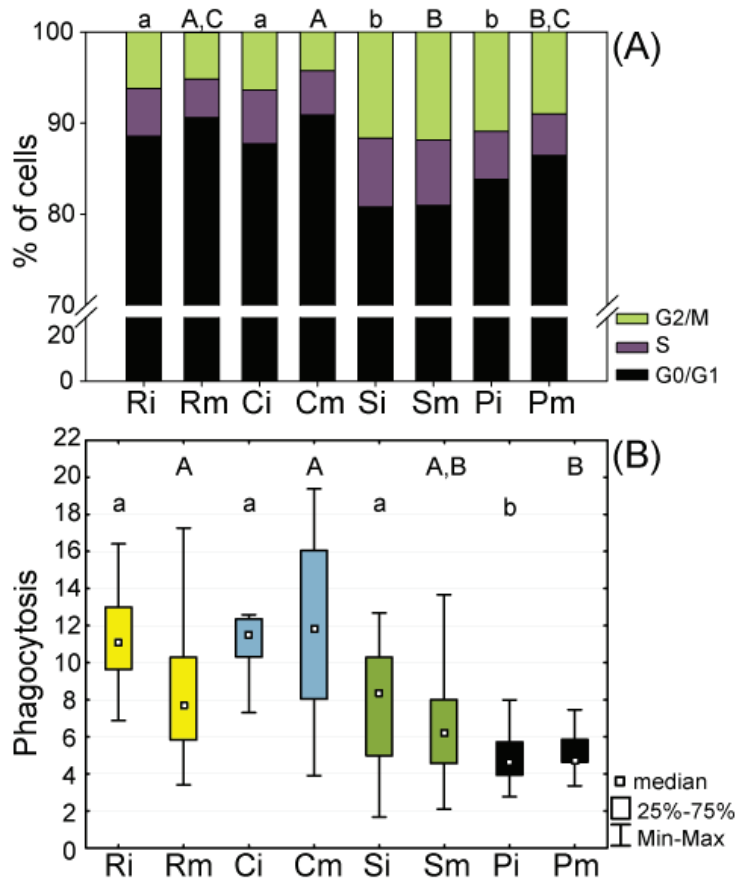 a A,C a A b B b B,C
(A)
100
90
80
70
20
0
% of cells
G2/M
S
G0/G1
Ri Rm Ci Cm Si Sm Pi Pm
(B)
22
20
18
16
14
12
10
8
6
4
2
0
Phagocytosis
A A A,B B
a a a b
median
25%-75%
Min-Max
Ri Rm Ci Cm Si Sm Pi Pm